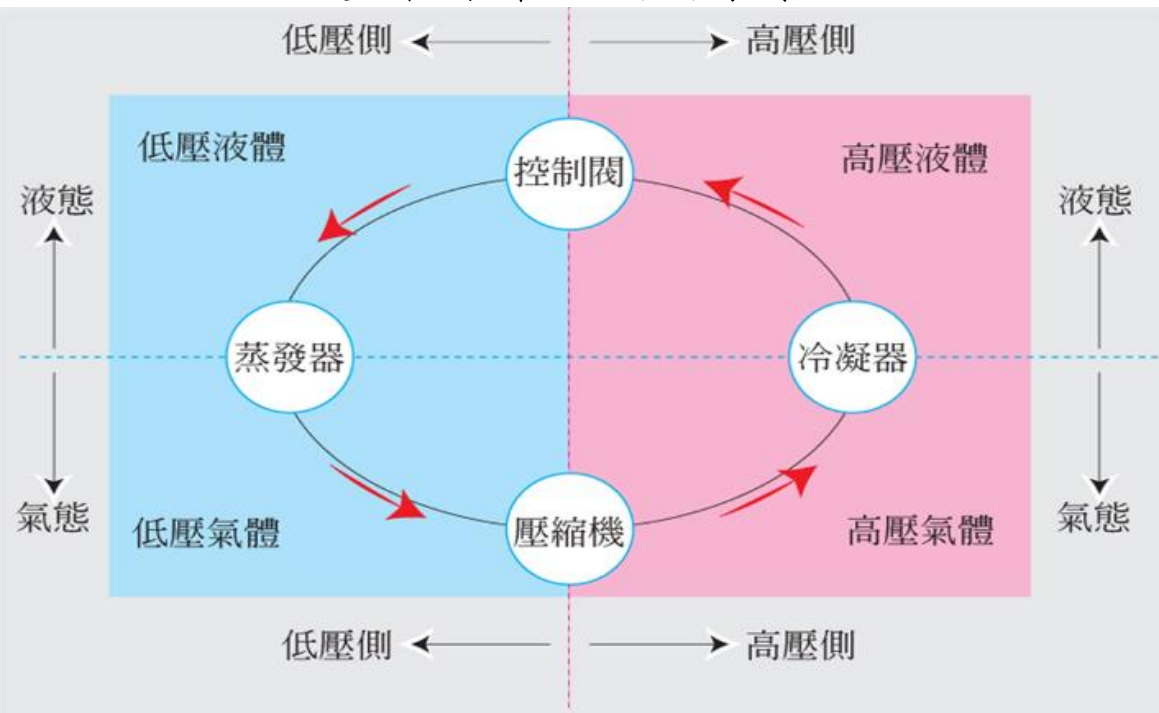 低壓側 高壓側
低壓液體 控制閥 高壓液體
液態 液態
蒸發器 冷凝器
氣態 低壓氣體 壓縮機 高壓氣體 氣態
低壓側 高壓側